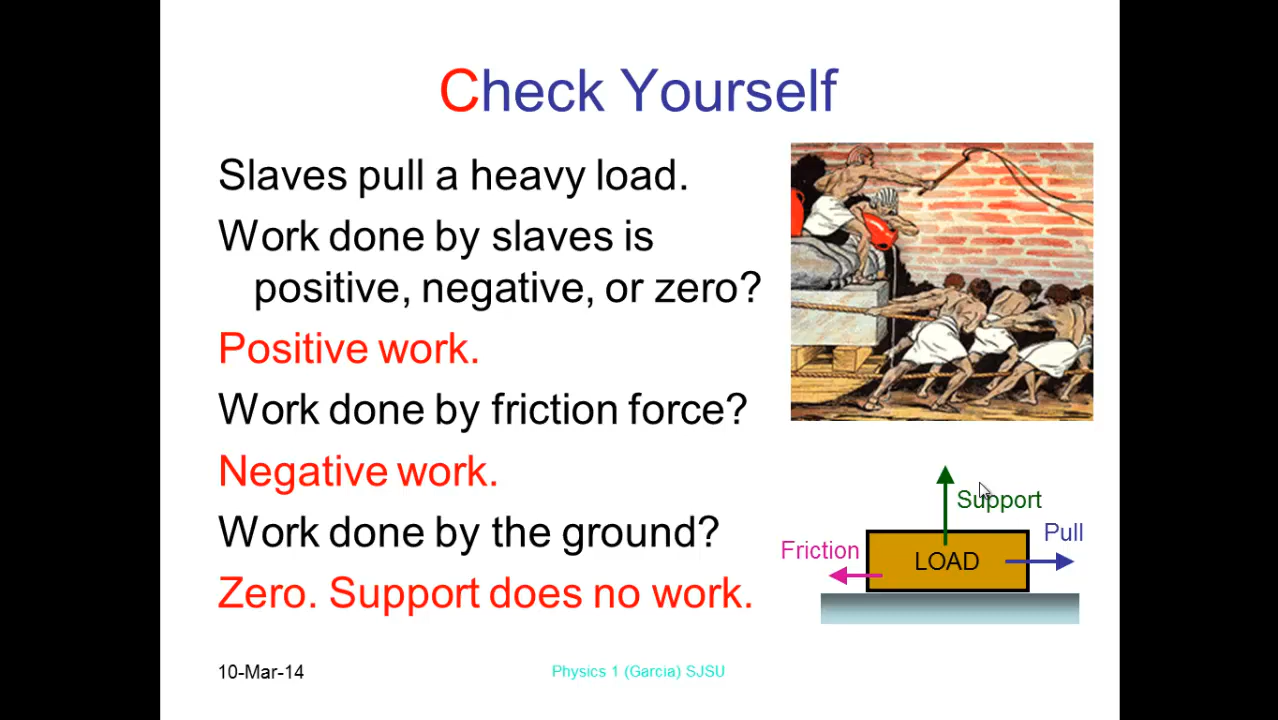 Check Yourself
Slaves pull a heavy load.
Work done by slaves is
positive, negative, or zero?
Positive work.
Work done by friction force?
Negative work.
Work done by the ground?
Zero. Support does no work.
Support
Pull
Friction
LOAD
10-Mar-14
Physics 1 (Garcia) SJSU